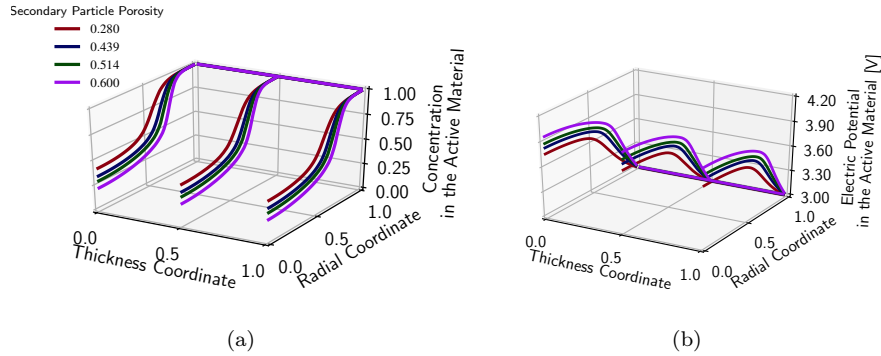 Secondary Particle Porosity
0.280
0.439
0.514
0.600
1.00
0.75
0.50
0.25
0.00
Concentration
in the Active Material
0.0
0.5
1.0
Thickness Coordinate
0.0
0.5
1.0
Radial Coordinate
(a)
4.20
3.90
3.60
3.30
3.00
Electric Potential
in the Active Material [V]
0.0
0.5
1.0
Thickness Coordinate
0.0
0.5
1.0
Radial Coordinate
(b)